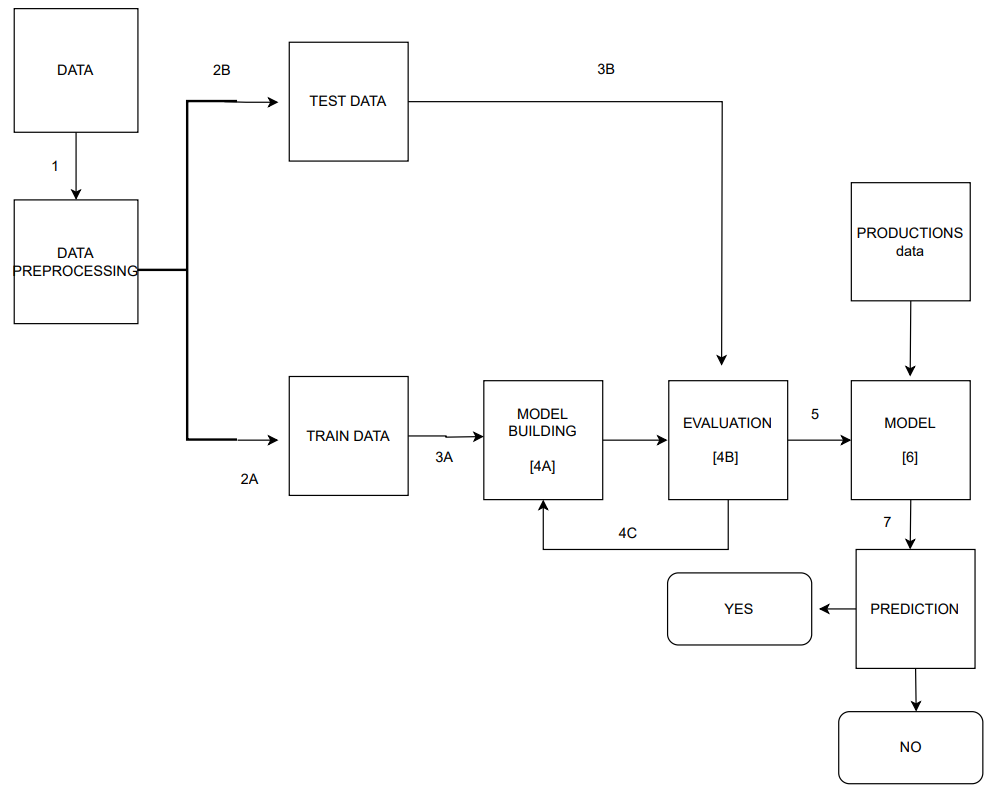 DATA
1
DATA
PREPROCESSING
2B
TEST DATA
3B
2A
TRAIN DATA
3A
MODEL
BUILDING
[4A]
EVALUATION
[4B]
4C
5
PRODUCTIONS
data
MODEL
[6]
7
PREDICTION
YES
NO